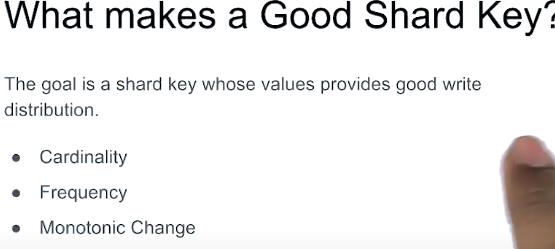 What makes a Good Shard Key?
The goal is a shard key whose values provides good write
distribution.
• Cardinality
• Frequency
• Monotonic Change